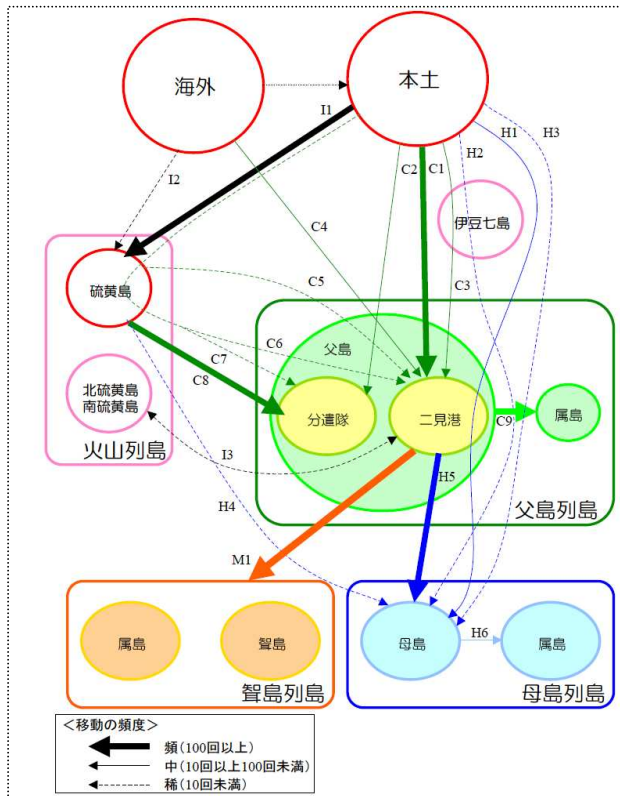 海外
本土
I1
H1
H3
H2
C2
C1
I2
伊豆七島
C4
C5
C3
硫黄島
父島
C6
C7
C8
北硫黄島
南硫黄島
分遣隊
二見港
C9
属島
火山列島
I3
H5
H4
父島列島
M1
属島
聟島
母島
H6
属島
聟島列島
母島列島
<移動の頻度>
頻(100回以上)
中(10回以上100回未満)
稀(10回未満)